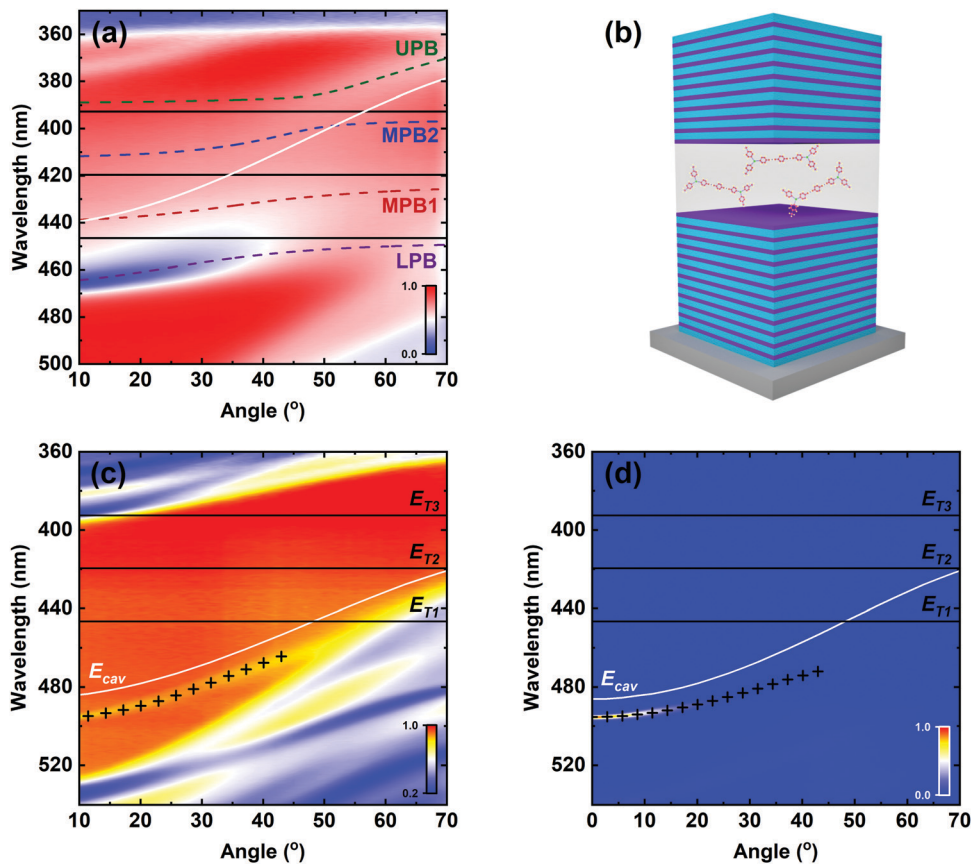 (a)
360
380
400
420
440
460
480
500
Wavelength (nm)
UPB
MPB2
MPB1
LPB
1.0
0.0
10 20 30 40 50 60 70
Angle (°)
(b)
(c)
360
400
440
480
520
Wavelength (nm)
E_T3
E_T2
E_T1
E_cav
1.0
0.2
10 20 30 40 50 60 70
Angle (°)
(d)
360
400
440
480
520
Wavelength (nm)
E_T3
E_T2
E_T1
E_cav
1.0
0.0
0 10 20 30 40 50 60 70
Angle (°)